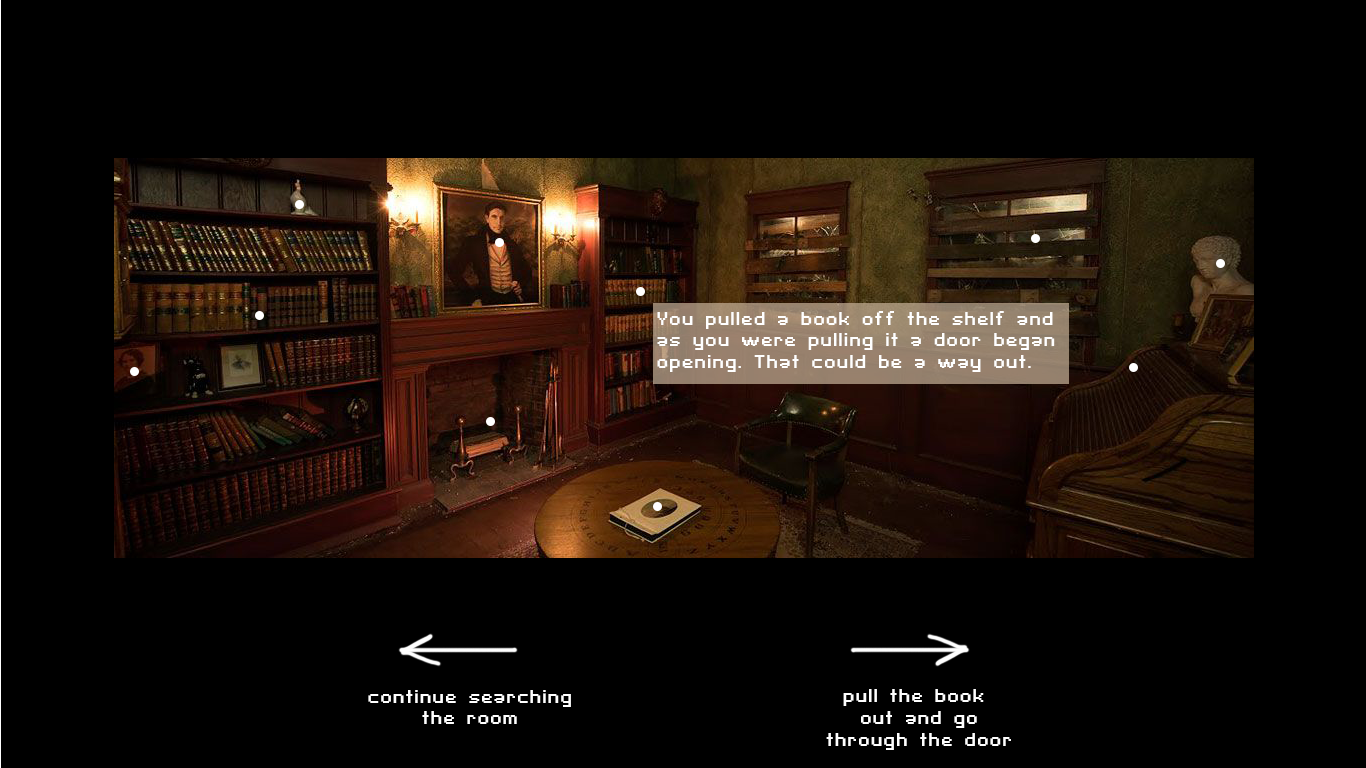 You pulled a book off the shelf and
as you were pulling it a door began
opening. That could be a way out.
continue searching
the room
pull the book
out and go
through the door